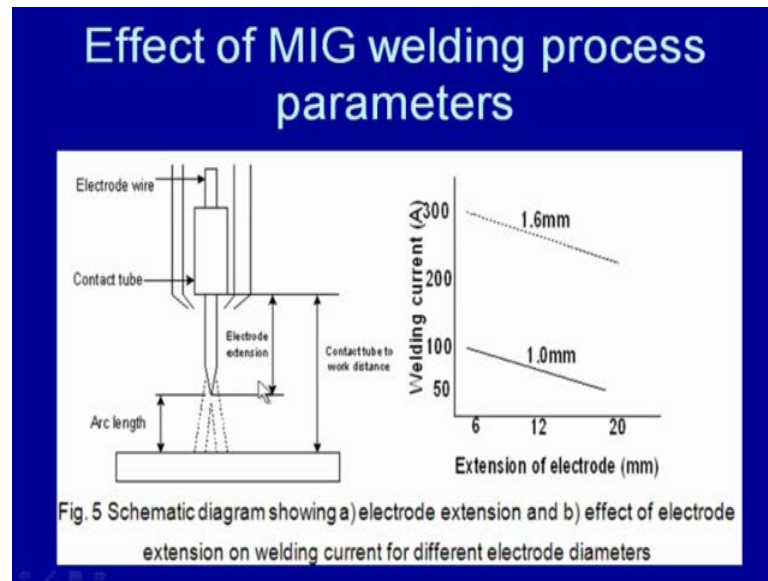 Effect of MIG welding process
parameters
Electrode wire
Contact tube
Electrode
extension
Contact tube to
work distance
Arc length
Welding current (A)
300
200
100
50
1.6mm
1.0mm
6 12 20
Extension of electrode (mm)
Fig. 5 Schematic diagram showing a) electrode extension and b) effect of electrode
extension on welding current for different electrode diameters